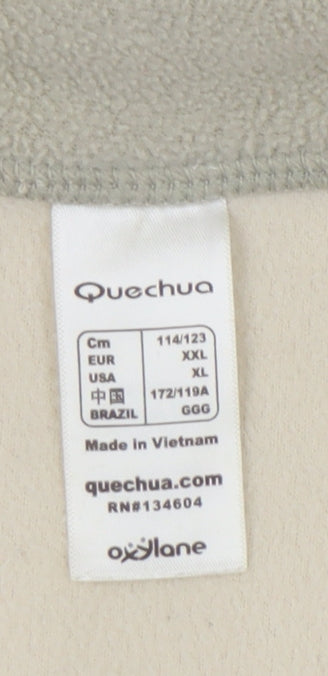 Quechua
Cm 114/123
EUR XXL
USA XL
中国 172/119A
BRAZIL GGG
Made in Vietnam
quechua.com
RN#134604
oxylane